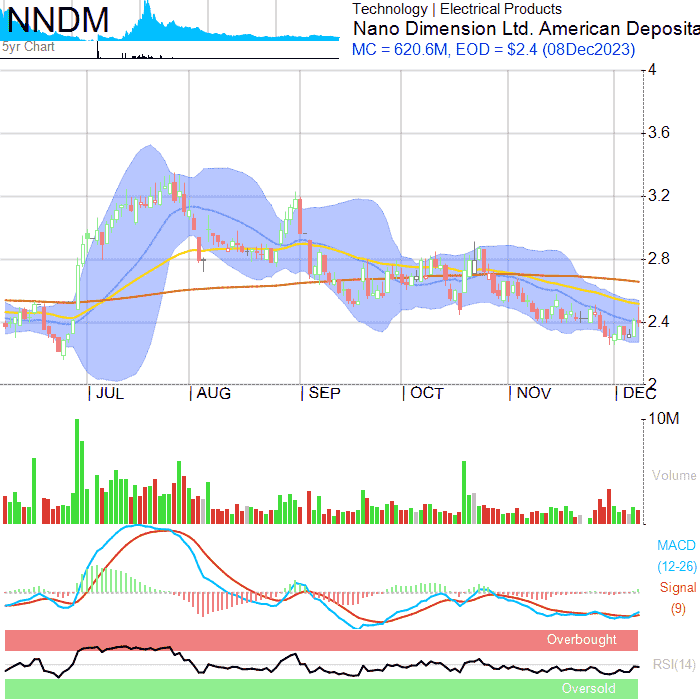 NNDM
5yr Chart
Technology | Electrical Products
Nano Dimension Ltd. American Deposita
MC = 620.6M, EOD = $2.4 (08Dec2023)
4
3.6
3.2
2.8
2.4
2
JUL AUG SEP OCT NOV DEC
10M
Volume
MACD
(12-26)
Signal
(9)
Overbought
RSI(14)
Oversold